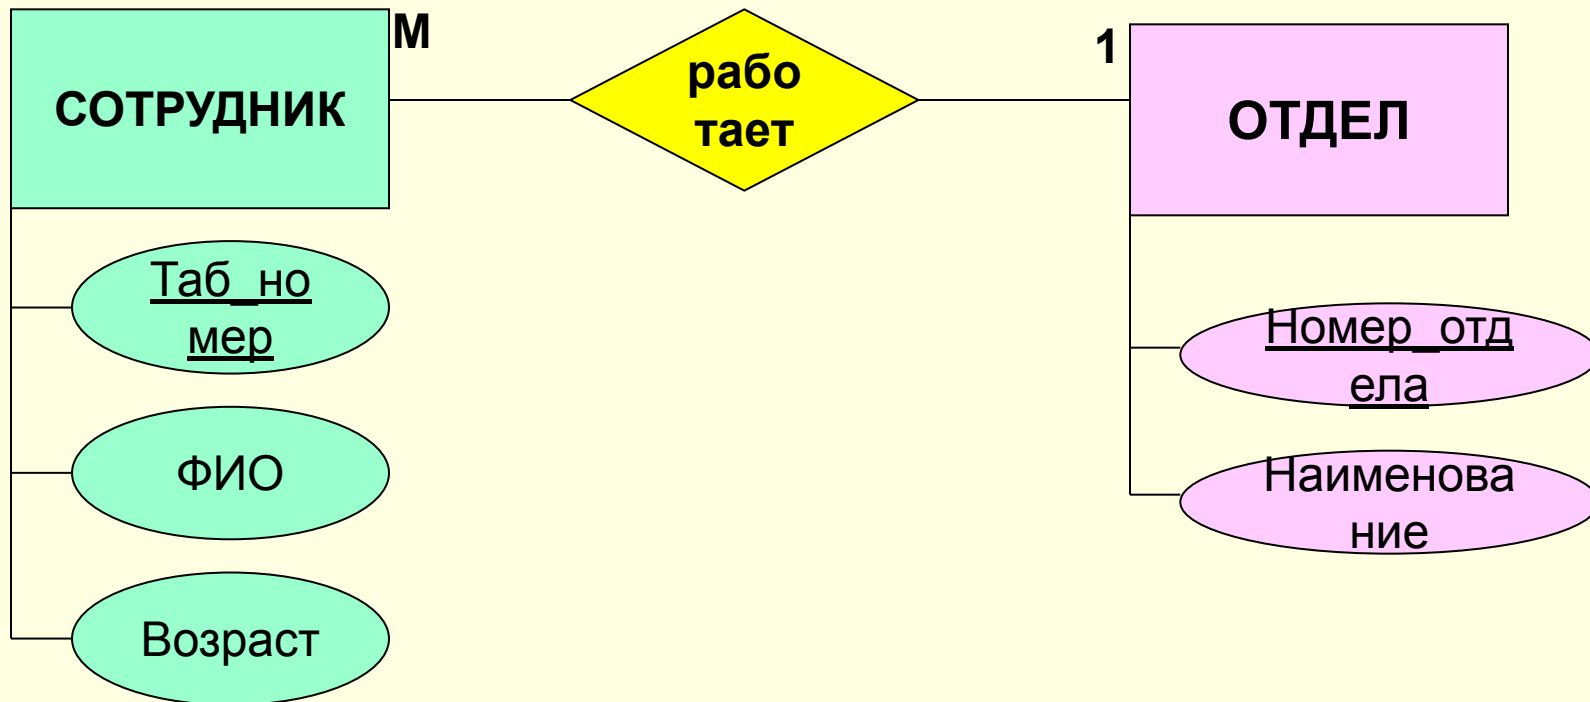 М
1
СОТРУДНИК
рабо
тает
ОТДЕЛ
Таб_но
мер
ФИО
Возраст
Номер_отд
ела
Наименова
ние